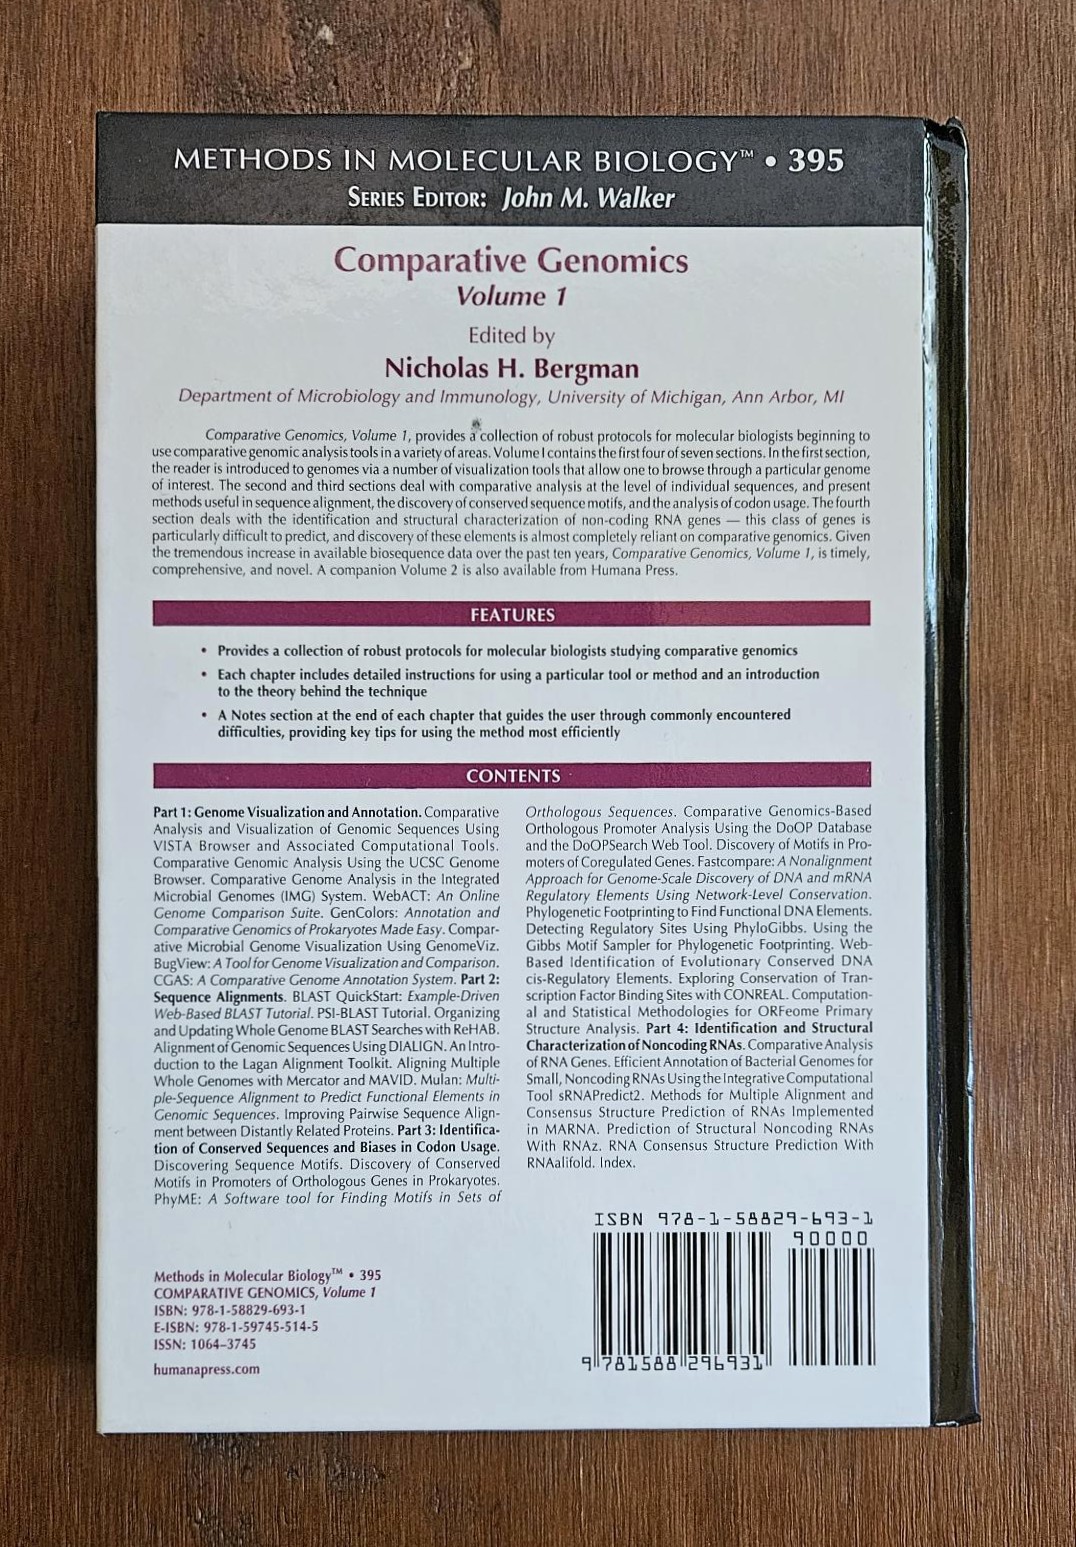 METHODS IN MOLECULAR BIOLOGY™ • 395
SERIES EDITOR: John M. Walker
Comparative Genomics
Volume 1
Edited by
Nicholas H. Bergman
Department of Microbiology and Immunology, University of Michigan, Ann Arbor, MI
Comparative Genomics, Volume 1, provides a collection of robust protocols for molecular biologists beginning to
use comparative genomic analysis tools in a variety of areas. Volume I contains the first four of seven sections. In the first section,
the reader is introduced to genomes via a number of visualization tools that allow one to browse through a particular genome
of interest. The second and third sections deal with comparative analysis at the level of individual sequences, and present
methods useful in sequence alignment, the discovery of conserved sequence motifs, and the analysis of codon usage. The fourth
section deals with the identification and structural characterization of non-coding RNA genes — this class of genes is
particularly difficult to predict, and discovery of these elements is almost completely reliant on comparative genomics. Given
the tremendous increase in available biosequence data over the past ten years, Comparative Genomics, Volume 1, is timely,
comprehensive, and novel. A companion Volume 2 is also available from Humana Press.
FEATURES
• Provides a collection of robust protocols for molecular biologists studying comparative genomics
• Each chapter includes detailed instructions for using a particular tool or method and an introduction
to the theory behind the technique
• A Notes section at the end of each chapter that guides the user through commonly encountered
difficulties, providing key tips for using the method most efficiently
CONTENTS
Part 1: Genome Visualization and Annotation. Comparative
Analysis and Visualization of Genomic Sequences Using
VISTA Browser and Associated Computational Tools.
Comparative Genomic Analysis Using the UCSC Genome
Browser. Comparative Genome Analysis in the Integrated
Microbial Genomes (IMG) System. WebACT: An Online
Genome Comparison Suite. GenColors: Annotation and
Comparative Genomics of Prokaryotes Made Easy. Compar-
ative Microbial Genome Visualization Using GenomeViz.
BugView: A Tool for Genome Visualization and Comparison.
CGAS: A Comparative Genome Annotation System. Part 2:
Sequence Alignments. BLAST QuickStart: Example-Driven
Web-Based BLAST Tutorial. PSI-BLAST Tutorial. Organizing
and Updating Whole Genome BLAST Searches with ReHAB.
Alignment of Genomic Sequences Using DIALIGN. An Intro-
duction to the Lagan Alignment Toolkit. Aligning Multiple
Whole Genomes with Mercator and MAVID. Mulan: Multi-
ple-Sequence Alignment to Predict Functional Elements in
Genomic Sequences. Improving Pairwise Sequence Align-
ment between Distantly Related Proteins. Part 3: Identifica-
tion of Conserved Sequences and Biases in Codon Usage.
Discovering Sequence Motifs. Discovery of Conserved
Motifs in Promoters of Orthologous Genes in Prokaryotes.
PhyME: A Software tool for Finding Motifs in Sets of
Orthologous Sequences. Comparative Genomics-Based
Orthologous Promoter Analysis Using the DoOP Database
and the DoOPSearch Web Tool. Discovery of Motifs in Pro-
moters of Coregulated Genes. Fastcompare: A Nonalignment
Approach for Genome-Scale Discovery of DNA and mRNA
Regulatory Elements Using Network-Level Conservation.
Phylogenetic Footprinting to Find Functional DNA Elements.
Detecting Regulatory Sites Using PhyloGibbs. Using the
Gibbs Motif Sampler for Phylogenetic Footprinting. Web-
Based Identification of Evolutionary Conserved DNA
cis-Regulatory Elements. Exploring Conservation of Tran-
scription Factor Binding Sites with CONREAL. Computation-
al and Statistical Methodologies for ORFeome Primary
Structure Analysis. Part 4: Identification and Structural
Characterization of Noncoding RNAs. Comparative Analysis
of RNA Genes. Efficient Annotation of Bacterial Genomes for
Small, Noncoding RNAs Using the Integrative Computational
Tool sRNAPredict2. Methods for Multiple Alignment and
Consensus Structure Prediction of RNAs Implemented
in MARNA. Prediction of Structural Noncoding RNAs
With RNAz. RNA Consensus Structure Prediction With
RNAalifold. Index.
Methods in Molecular Biology™ • 395
COMPARATIVE GENOMICS, Volume 1
ISBN: 978-1-58829-693-1
E-ISBN: 978-1-59745-514-5
ISSN: 1064–3745
humanapress.com
ISBN 978-1-58829-693-1
90000
9 781588 296931